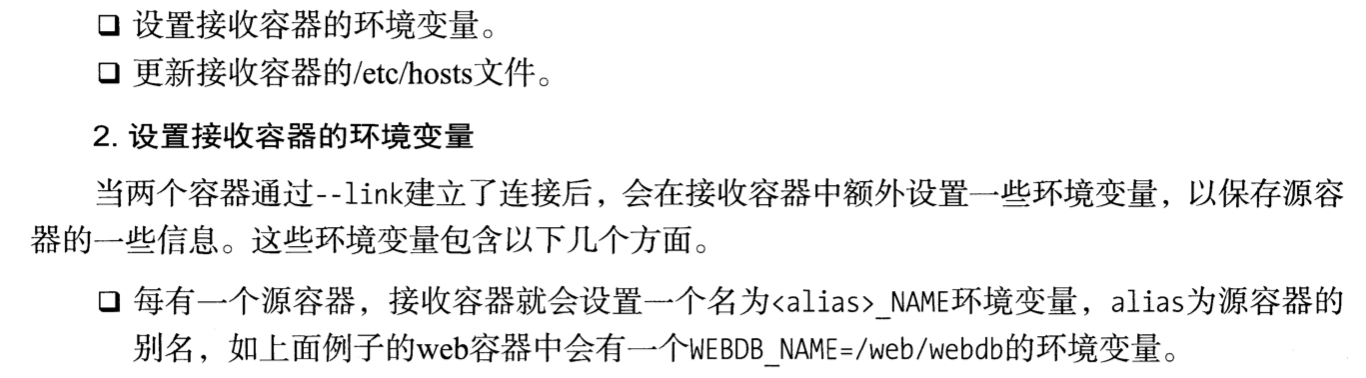 ❑ 设置接收容器的环境变量。
❑ 更新接收容器的/etc/hosts文件。
2. 设置接收容器的环境变量
当两个容器通过--link建立了连接后，会在接收容器中额外设置一些环境变量，以保存源容
器的一些信息。这些环境变量包含以下几个方面。
❑ 每有一个源容器，接收容器就会设置一个名为<alias>_NAME环境变量，alias为源容器的
别名，如上面例子的web容器中会有一个WEBDB_NAME=/web/webdb的环境变量。